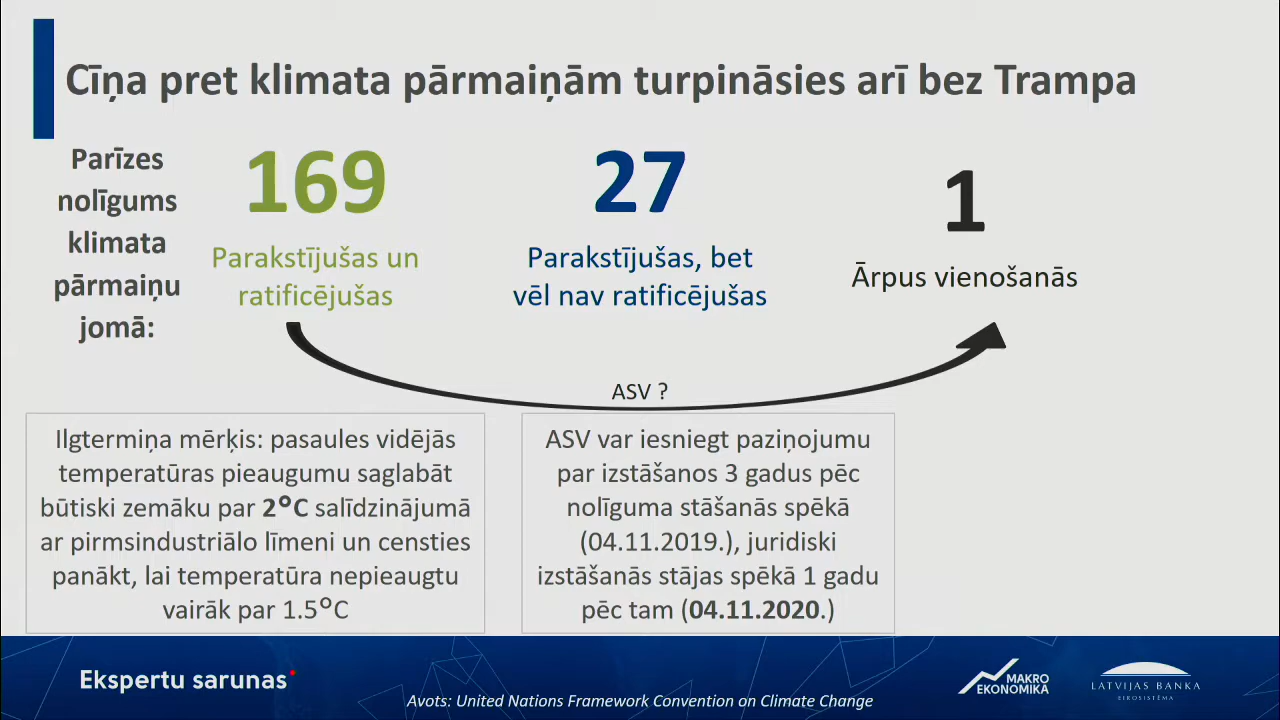 Cīņa pret klimata pārmaiņām turpināsies arī bez Trampa
Parīzes
nolīgums
klimata
pārmaiņu
jomā:
169
Parakstījušas un
ratificējušas
27
Parakstījušas, bet
vēl nav ratificējušas
1
Ārpus vienošanās
ASV ?
Ilgtermiņa mērķis: pasaules vidējās
temperatūras pieaugumu saglabāt
būtiski zemāku par 2°C salīdzinājumā
ar pirmsindustriālo līmeni un censties
panākt, lai temperatūra nepieaugtu
vairāk par 1.5°C
ASV var iesniegt paziņojumu
par izstāšanos 3 gadus pēc
nolīguma stāšanās spēkā
(04.11.2019.), juridiski
izstāšanās stājas spēkā 1 gadu
pēc tam (04.11.2020.)
Ekspertu sarunas
Avots: United Nations Framework Convention on Climate Change
MAKRO
EKONOMIKA
LATVIJAS BANKA
EIROSISTĒMA